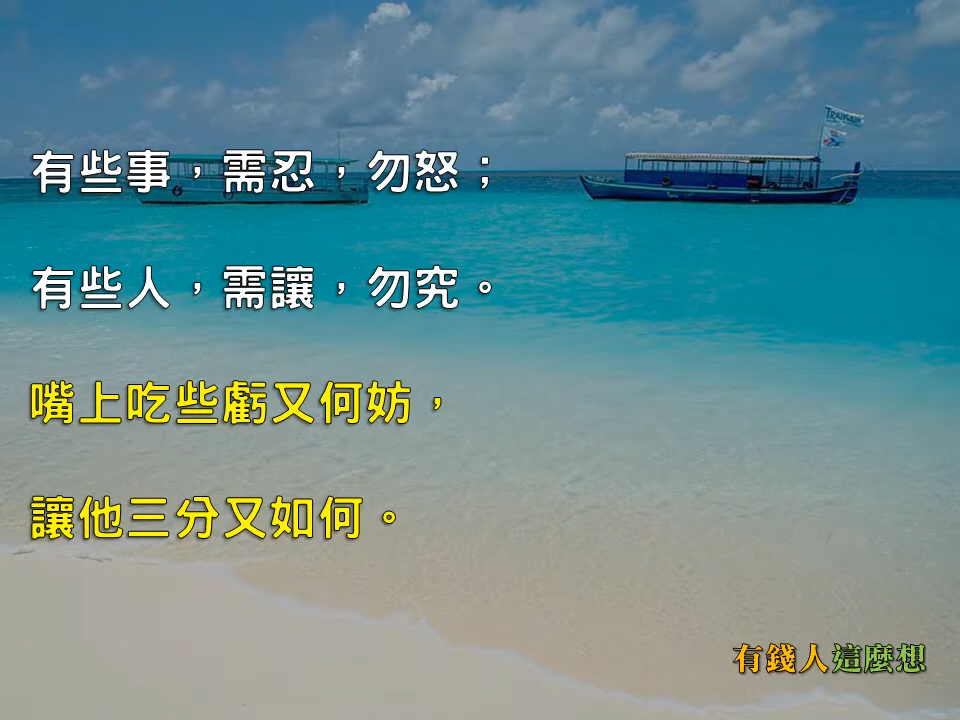 有些事，需忍，勿怒；
有些人，需讓，勿究。
嘴上吃些虧又何妨，
讓他三分又如何。
有錢人這麼想